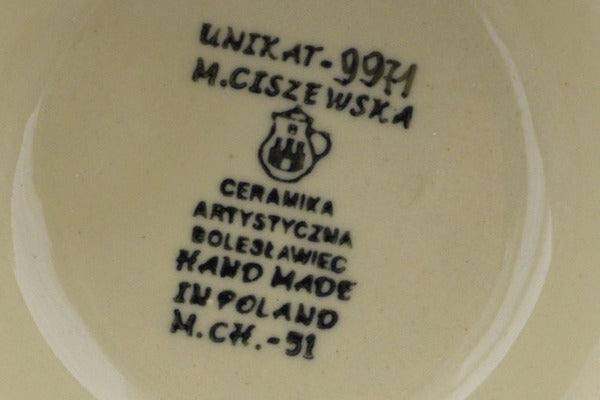 UNIKAT-9971
M.CISZEWSKA
CERAMIKA
ARTYSTYCZNA
BOLESŁAWIEC
HAND MADE
IN POLAND
M.CH.-51